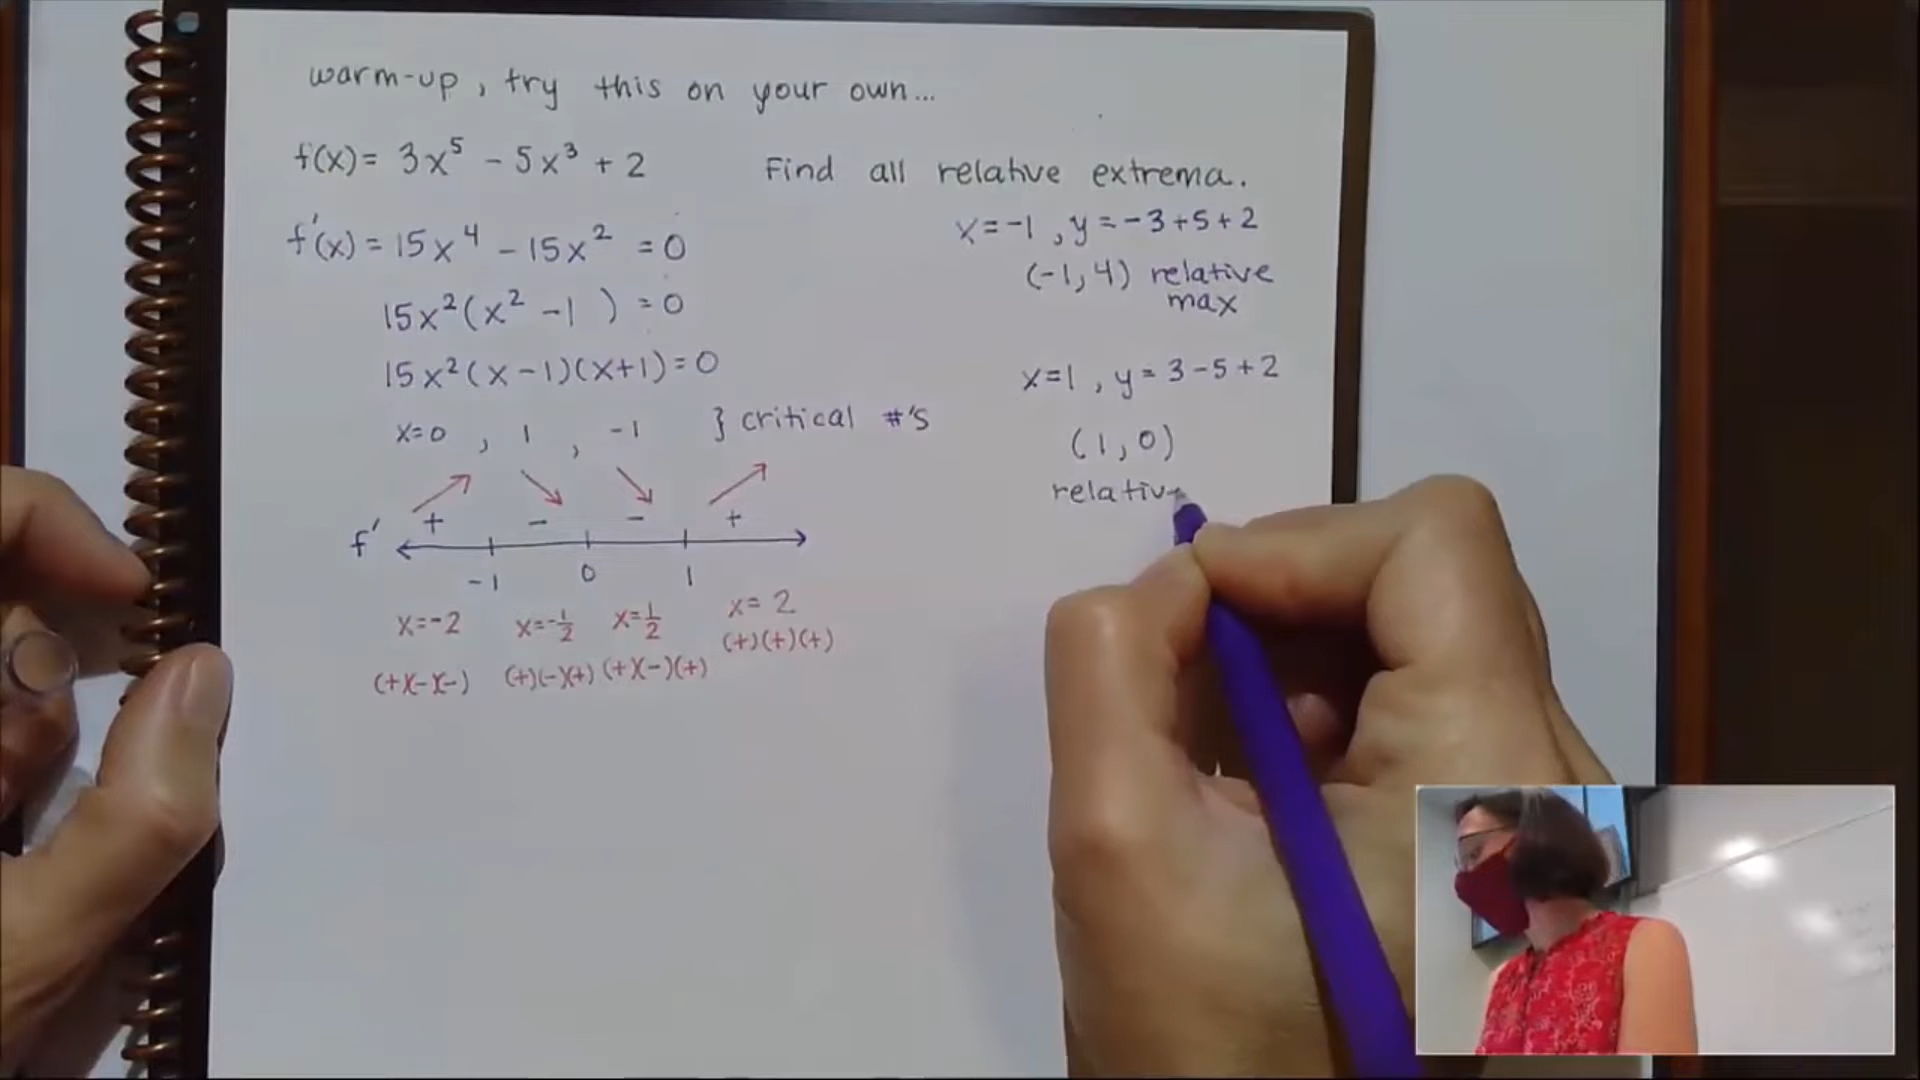 warm-up, try this on your own...
f(x) = 3x⁵ - 5x³ + 2
Find all relative extrema.
f'(x) = 15x⁴ - 15x² = 0
15x²(x² - 1 ) = 0
15x²(x - 1)(x+1) = 0
x=0 , 1 , -1 } critical #'s
+ - - +
f'
-1 0 1
x=-2 x=-1/2 x=1/2 x=2
(+)(-)(-) (+)(-)(+) (+)(-)(+) (+)(+)(+)
x=-1 , y = -3+5+2
(-1, 4) relative
max
x=1 , y = 3-5+2
(1, 0)
relativ